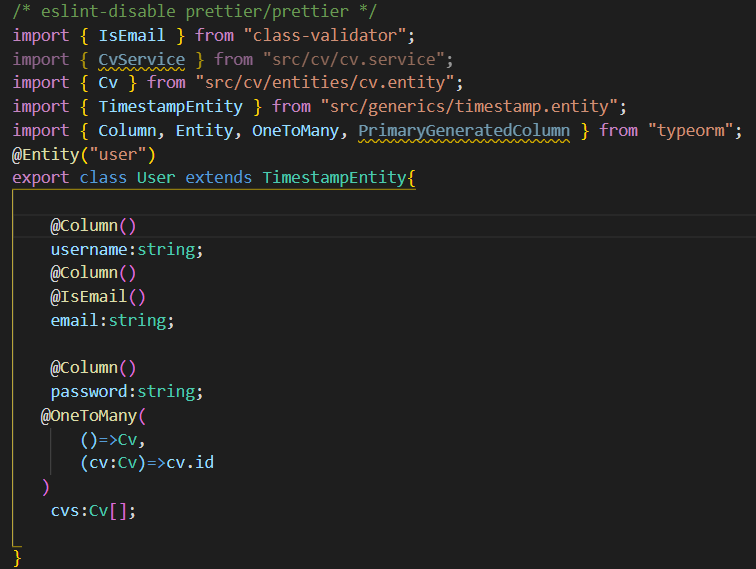 /* eslint-disable prettier/prettier */
import { IsEmail } from "class-validator";
import { CvService } from "src/cv/cv.service";
import { Cv } from "src/cv/entities/cv.entity";
import { TimestampEntity } from "src/generics/timestamp.entity";
import { Column, Entity, OneToMany, PrimaryGeneratedColumn } from "typeorm";
@Entity("user")
export class User extends TimestampEntity{
@Column()
username:string;
@Column()
@IsEmail()
email:string;
@Column()
password:string;
@OneToMany(
()=>Cv,
(cv:Cv)=>cv.id
)
cvs:Cv[];
}